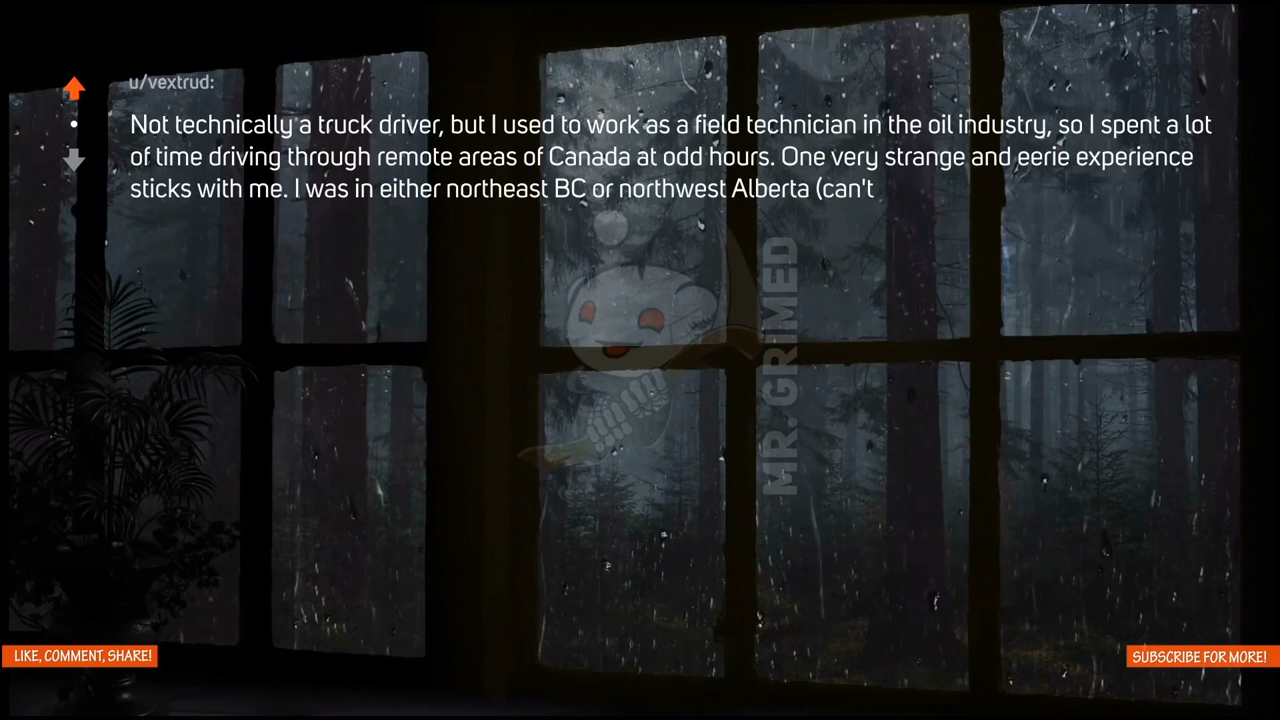 u/vextrud:
Not technically a truck driver, but I used to work as a field technician in the oil industry, so I spent a lot
of time driving through remote areas of Canada at odd hours. One very strange and eerie experience
sticks with me. I was in either northeast BC or northwest Alberta (can't
MR. GRIMED
LIKE, COMMENT, SHARE!
SUBSCRIBE FOR MORE!